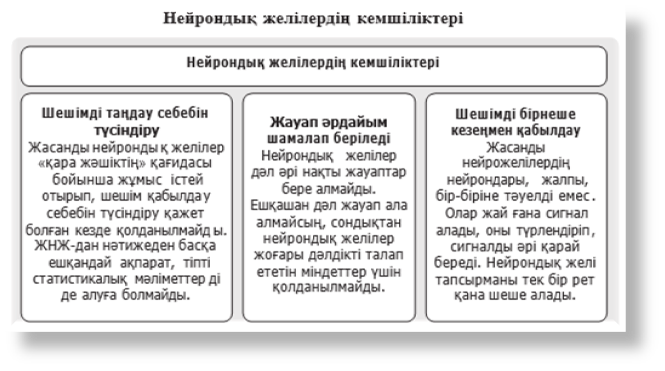 Нейрондық желілердің кемшіліктері
Нейрондық желілердің кемшіліктері
Шешімді таңдау себебін
түсіндіру
Жасанды нейронды қ желілер
«қара жәшіктің» қағидасы
бойынша жұмыс істей
отырып, шешім қабылда у
себебін түсіндіру қажет
болған кезде қолданылмайд ы.
ЖНЖ-дан нәтижеден басқа
ешқандай ақпарат, тіпті
статистикалық мәліметтер ді
де алуға болмайды.
Жауап әрдайым
шамалап беріледі
Нейрондық желілер
дәл әрі нақты жауаптар
бере алмайды.
Ешқашан дәл жауап ала
алмайсың, сондықтан
нейрондық желілер
жоғары дәлдікті талап
ететін міндеттер үшін
қолданылмайды.
Шешімді бірнеше
кезеңмен қабылдау
Жасанды
нейрожелілердің
нейрондары, жалпы,
бір-біріне тәуелді емес.
Олар жай ғана сигнал
алады, оны түрлендіріп,
сигналды әрі қарай
береді. Нейрондық желі
тапсырманы тек бір рет
қана шеше алады.